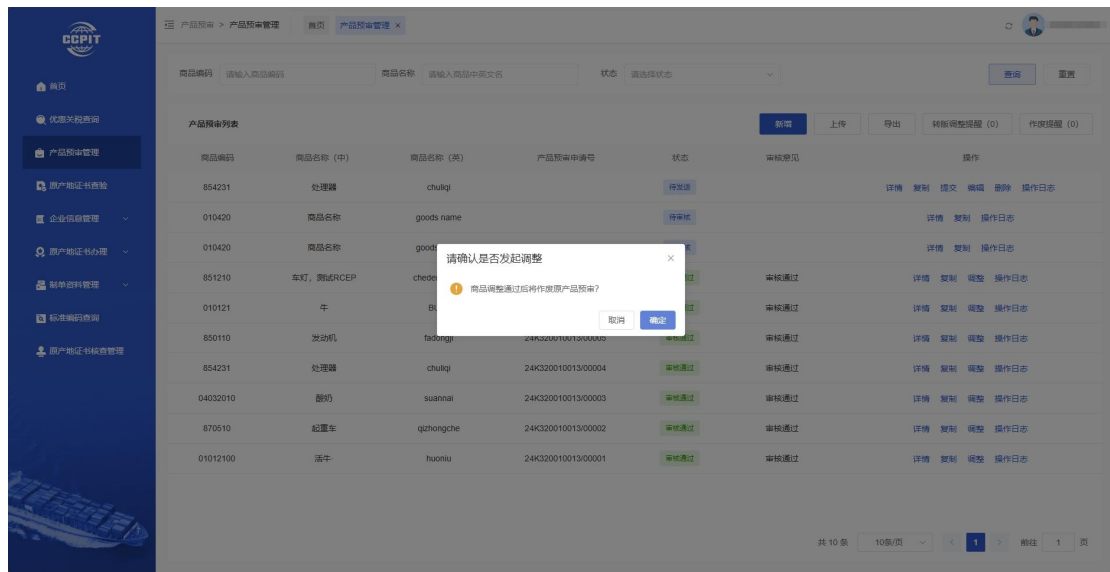 CCPIT
首页
优惠关税查询
产品预审管理
原产地证书查验
企业信息管理
原产地证书办理
制单资料管理
标准编码查询
原产地证书核查管理
产品预审 > 产品预审管理 首页 产品预审管理 ×
商品编码 请输入商品编码 商品名称 请输入商品中英文名 状态 请选择状态 查询 重置
产品预审列表 新增 上传 导出 转版调整提醒（0） 作废提醒（0）
商品编码 商品名称（中） 商品名称（英） 产品预审申请号 状态 审核意见 操作
854231 处理器 chuliqi 待发送 详情 复制 提交 编辑 删除 操作日志
010420 商品名称 goods name 待审核 详情 复制 操作日志
010420 商品名称 goods 详情 复制 操作日志
851210 车灯，测试RCEP chede 审核通过 详情 复制 调整 操作日志
010121 牛 审核通过 详情 复制 调整 操作日志
850110 发动机 fadongji 24K320010013/00005 审核通过 审核通过 详情 复制 调整 操作日志
854231 处理器 chuliqi 24K320010013/00004 审核通过 审核通过 详情 复制 调整 操作日志
04032010 酸奶 suannai 24K320010013/00003 审核通过 审核通过 详情 复制 调整 操作日志
870510 起重车 qizhongche 24K320010013/00002 审核通过 审核通过 详情 复制 调整 操作日志
01012100 活牛 huoniu 24K320010013/00001 审核通过 审核通过 详情 复制 调整 操作日志
请确认是否发起调整 ×
商品调整通过后将作废原产品预审?
取消 确定
共 10 条 10条/页 < 1 > 前往 1 页